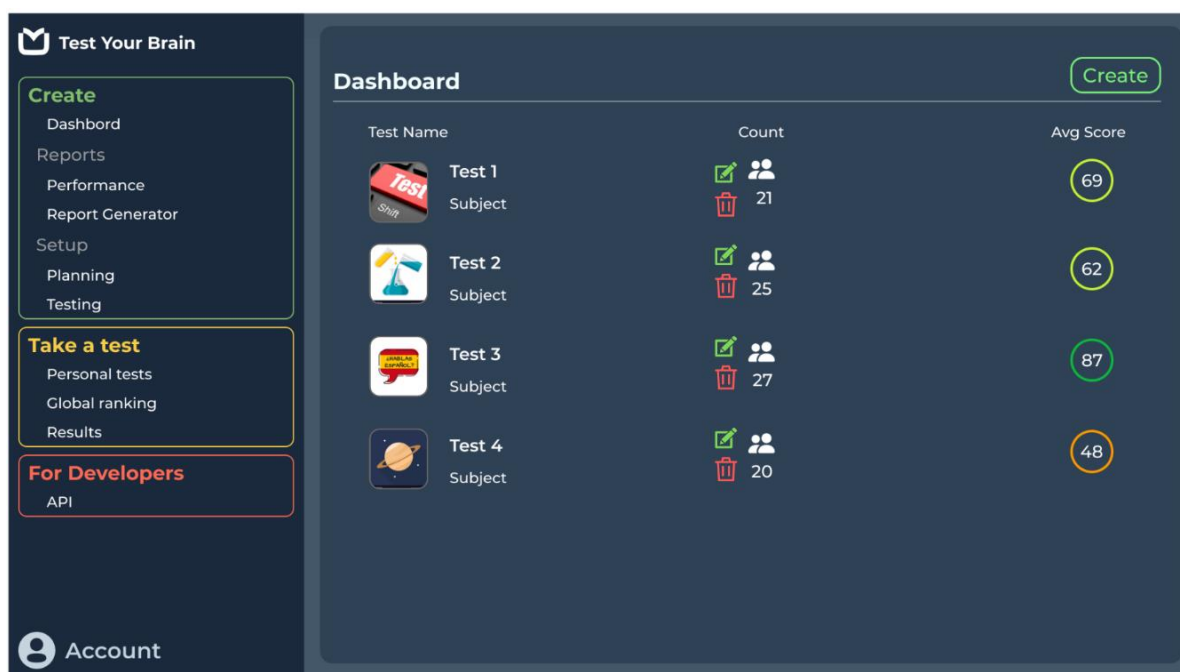 Test Your Brain
Create
Dashbord
Reports
Performance
Report Generator
Setup
Planning
Testing
Take a test
Personal tests
Global ranking
Results
For Developers
API
Account
Dashboard
Create
Test Name Count Avg Score
Test
Shift
Test 1
Subject
21
69
Test 2
Subject
25
62
¿HABLAS
ESPAÑOL?
Test 3
Subject
27
87
Test 4
Subject
20
48